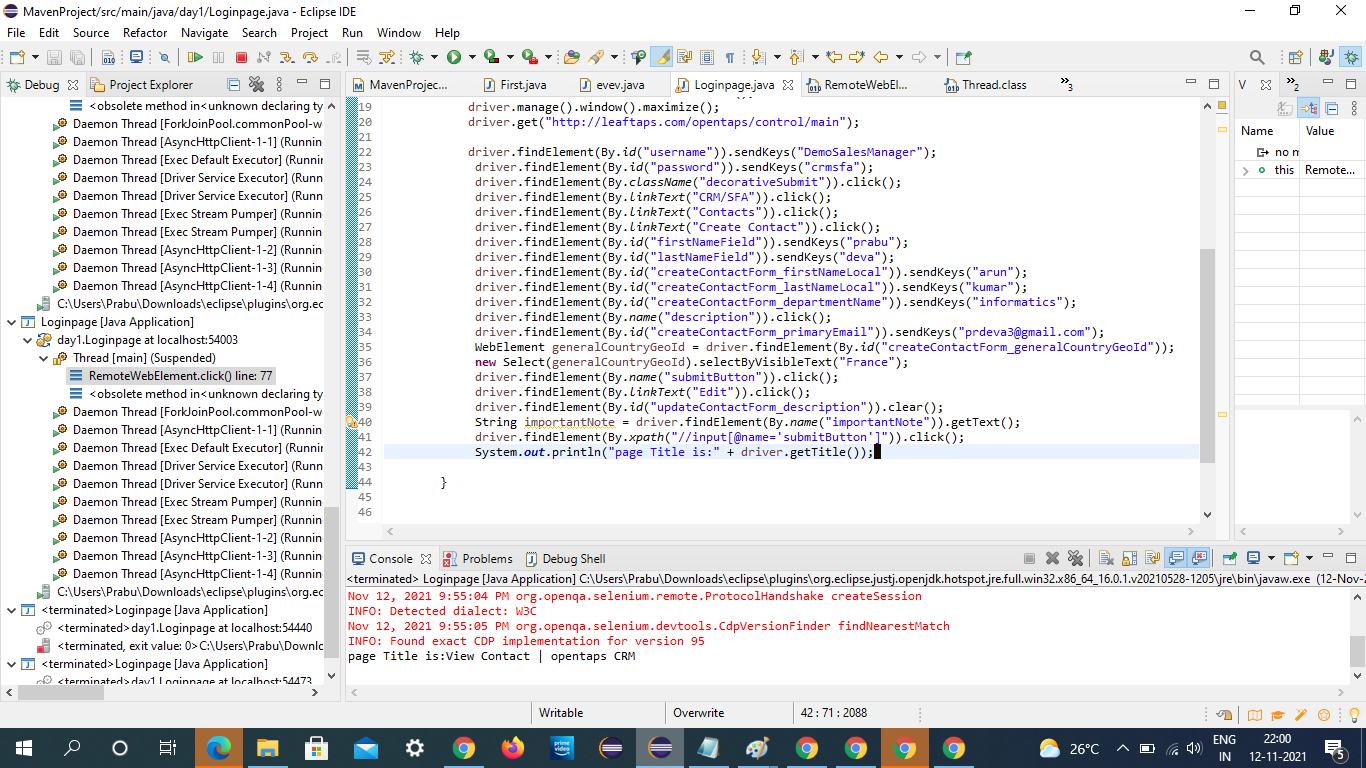 MavenProject/src/main/java/day1/Loginpage.java - Eclipse IDE
File Edit Source Refactor Navigate Search Project Run Window Help
Debug
Project Explorer
<obsolete method in<unknown declaring ty
Daemon Thread [ForkJoinPool.commonPool-w
Daemon Thread [AsyncHttpClient-1-1] (Runnin
Daemon Thread [Exec Default Executor] (Runnin
Daemon Thread [Driver Service Executor] (Runnin
Daemon Thread [Driver Service Executor] (Runnin
Daemon Thread [Exec Stream Pumper] (Runnin
Daemon Thread [Exec Stream Pumper] (Runnin
Daemon Thread [AsyncHttpClient-1-2] (Runnin
Daemon Thread [AsyncHttpClient-1-3] (Runnin
Daemon Thread [AsyncHttpClient-1-4] (Runnin
C:\Users\Prabu\Downloads\eclipse\plugins\org.ec
Loginpage [Java Application]
day1.Loginpage at localhost:54003
Thread [main] (Suspended)
RemoteWebElement.click() line: 77
<obsolete method in<unknown declaring ty
Daemon Thread [ForkJoinPool.commonPool-w
Daemon Thread [AsyncHttpClient-1-1] (Runnin
Daemon Thread [Exec Default Executor] (Runnin
Daemon Thread [Driver Service Executor] (Runnin
Daemon Thread [Driver Service Executor] (Runnin
Daemon Thread [Exec Stream Pumper] (Runnin
Daemon Thread [Exec Stream Pumper] (Runnin
Daemon Thread [AsyncHttpClient-1-2] (Runnin
Daemon Thread [AsyncHttpClient-1-3] (Runnin
Daemon Thread [AsyncHttpClient-1-4] (Runnin
C:\Users\Prabu\Downloads\eclipse\plugins\org.ec
<terminated>Loginpage [Java Application]
<terminated>day1.Loginpage at localhost:54440
<terminated, exit value: 0>C:\Users\Prabu\Downlc
<terminated>Loginpage [Java Application]
<terminated>day1.Loginpage at localhost:54473
MavenProjec... First.java evev.java Loginpage.java RemoteWebEl... Thread.class »3
19 driver.manage().window().maximize();
20 driver.get("http://leaftaps.com/opentaps/control/main");
21
22 driver.findElement(By.id("username")).sendKeys("DemoSalesManager");
23 driver.findElement(By.id("password")).sendKeys("crmsfa");
24 driver.findElement(By.className("decorativeSubmit")).click();
25 driver.findElement(By.linkText("CRM/SFA")).click();
26 driver.findElement(By.linkText("Contacts")).click();
27 driver.findElement(By.linkText("Create Contact")).click();
28 driver.findElement(By.id("firstNameField")).sendKeys("prabu");
29 driver.findElement(By.id("lastNameField")).sendKeys("deva");
30 driver.findElement(By.id("createContactForm_firstNameLocal")).sendKeys("arun");
31 driver.findElement(By.id("createContactForm_lastNameLocal")).sendKeys("kumar");
32 driver.findElement(By.id("createContactForm_departmentName")).sendKeys("informatics");
33 driver.findElement(By.name("description")).click();
34 driver.findElement(By.id("createContactForm_primaryEmail")).sendKeys("prdeva3@gmail.com");
35 WebElement generalCountryGeoId = driver.findElement(By.id("createContactForm_generalCountryGeoId"));
36 new Select(generalCountryGeoId).selectByVisibleText("France");
37 driver.findElement(By.name("submitButton")).click();
38 driver.findElement(By.linkText("Edit")).click();
39 driver.findElement(By.id("updateContactForm_description")).clear();
40 String importantNote = driver.findElement(By.name("importantNote")).getText();
41 driver.findElement(By.xpath("//input[@name='submitButton']")).click();
42 System.out.println("page Title is:" + driver.getTitle());
43
44 }
45
46
V »2
Name Value
no m
this Remote...
Console Problems Debug Shell
<terminated> Loginpage [Java Application] C:\Users\Prabu\Downloads\eclipse\plugins\org.eclipse.justj.openjdk.hotspot.jre.full.win32.x86_64_16.0.1.v20210528-1205\jre\bin\javaw.exe (12-Nov-2
Nov 12, 2021 9:55:04 PM org.openqa.selenium.remote.ProtocolHandshake createSession
INFO: Detected dialect: W3C
Nov 12, 2021 9:55:05 PM org.openqa.selenium.devtools.CdpVersionFinder findNearestMatch
INFO: Found exact CDP implementation for version 95
page Title is:View Contact | opentaps CRM
Writable Overwrite 42 : 71 : 2088
prime video
26°C
ENG
IN
22:00
12-11-2021
5